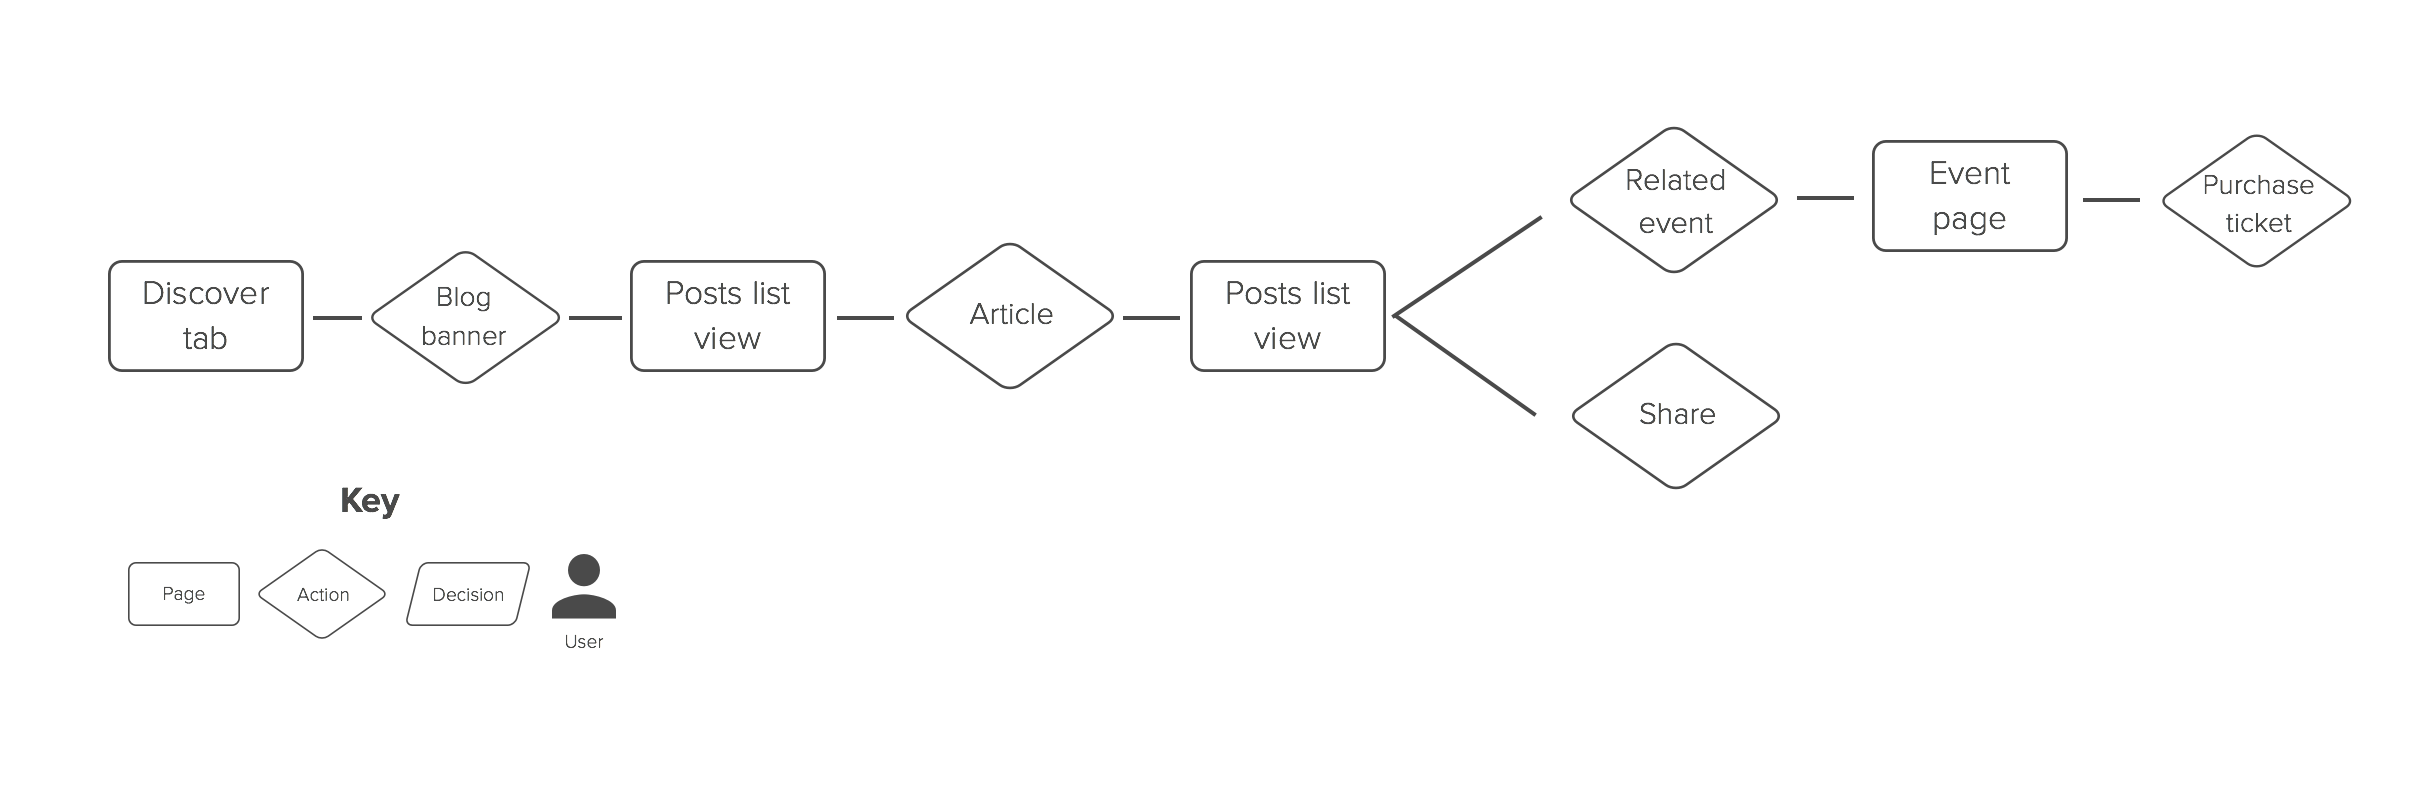 Discover
tab
Blog
banner
Posts list
view
Article
Posts list
view
Related
event
Event
page
Purchase
ticket
Share
Key
Page
Action
Decision
User